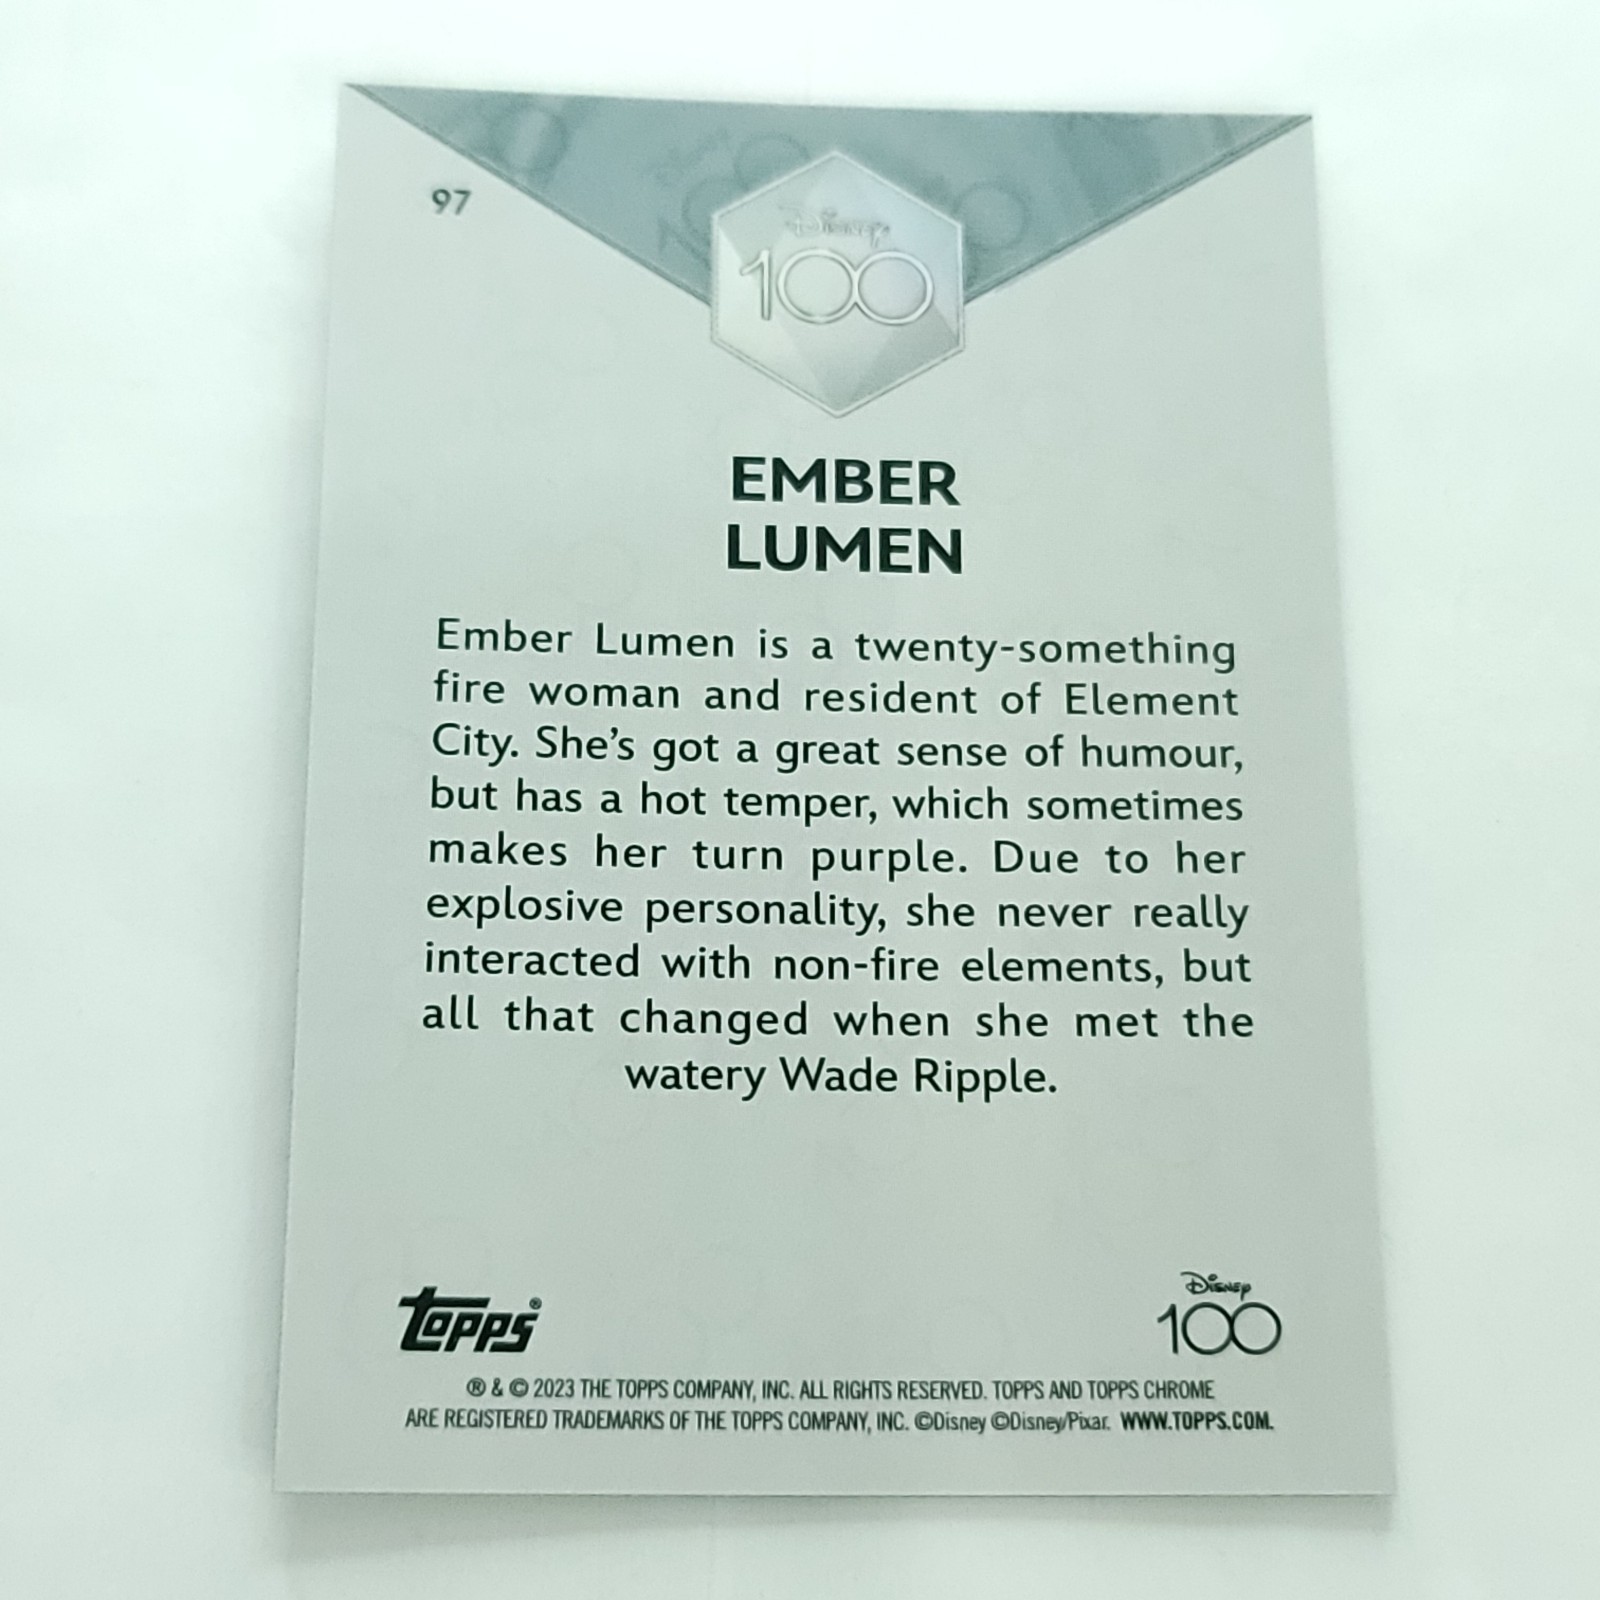 97
Disney
100
EMBER
LUMEN
Ember Lumen is a twenty-something
fire woman and resident of Element
City. She's got a great sense of humour,
but has a hot temper, which sometimes
makes her turn purple. Due to her
explosive personality, she never really
interacted with non-fire elements, but
all that changed when she met the
watery Wade Ripple.
topps®
Disney
100
® & © 2023 THE TOPPS COMPANY, INC. ALL RIGHTS RESERVED. TOPPS AND TOPPS CHROME
ARE REGISTERED TRADEMARKS OF THE TOPPS COMPANY, INC. ©Disney ©Disney/Pixar. WWW.TOPPS.COM.